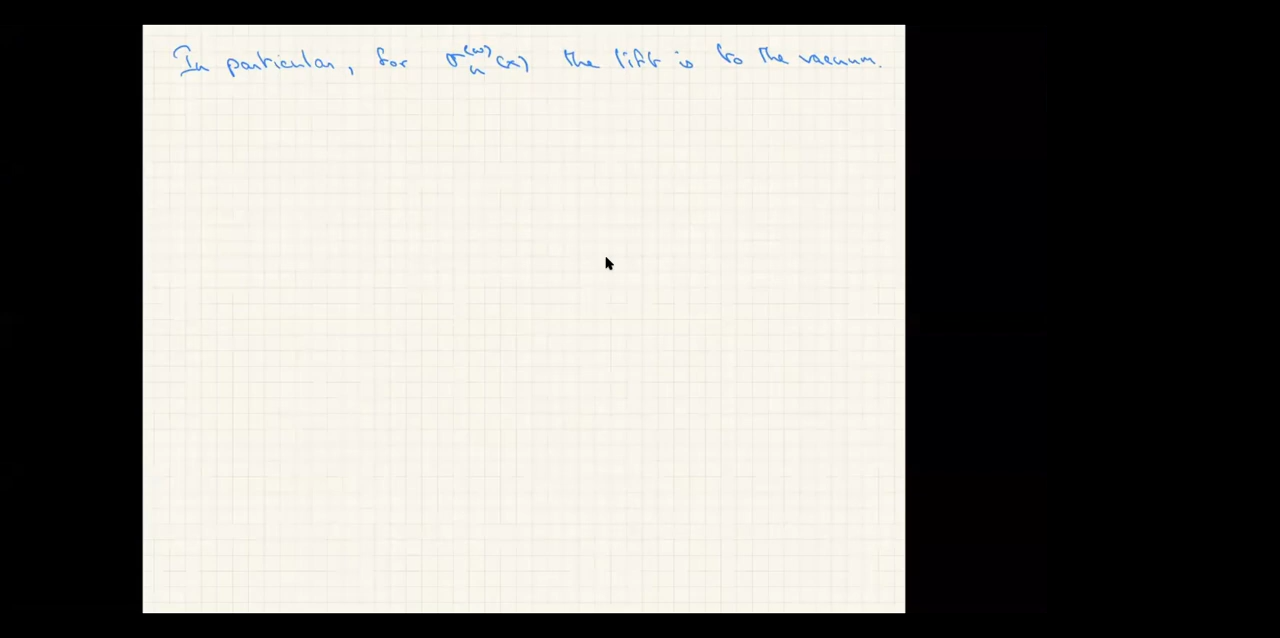 In particular, for σ_n^{(w)}(x) the lift is to the vacuum.